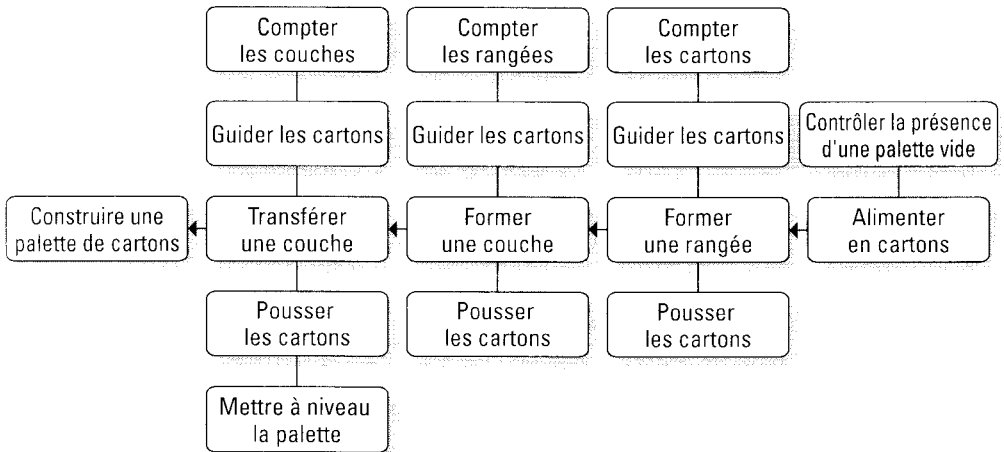 Compter
les couches
Compter
les rangées
Compter
les cartons
Guider les cartons
Guider les cartons
Guider les cartons
Contrôler la présence
d'une palette vide
Construire une
palette de cartons
Transférer
une couche
Former
une couche
Former
une rangée
Alimenter
en cartons
Pousser
les cartons
Pousser
les cartons
Pousser
les cartons
Mettre à niveau
la palette